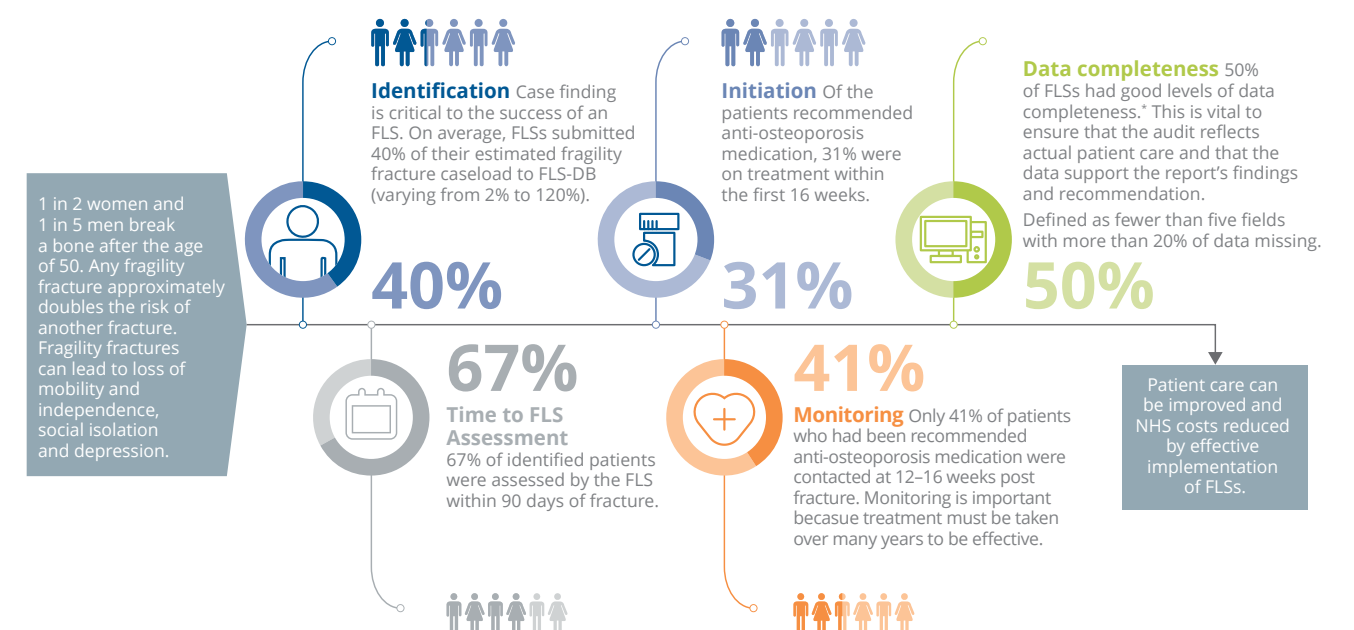 1 in 2 women and
1 in 5 men break
a bone after the age
of 50. Any fragility
fracture approximately
doubles the risk of
another fracture.
Fragility fractures
can lead to loss of
mobility and
independence,
social isolation
and depression.
Identification Case finding
is critical to the success of an
FLS. On average, FLSs submitted
40% of their estimated fragility
fracture caseload to FLS-DB
(varying from 2% to 120%).
40%
67%
Time to FLS
Assessment
67% of identified patients
were assessed by the FLS
within 90 days of fracture.
Initiation Of the
patients recommended
anti-osteoporosis
medication, 31% were
on treatment within
the first 16 weeks.
31%
41%
Monitoring Only 41% of patients
who had been recommended
anti-osteoporosis medication were
contacted at 12–16 weeks post
fracture. Monitoring is important
becasue treatment must be taken
over many years to be effective.
Data completeness 50%
of FLSs had good levels of data
completeness.* This is vital to
ensure that the audit reflects
actual patient care and that the
data support the report's findings
and recommendation.
Defined as fewer than five fields
with more than 20% of data missing.
50%
Patient care can
be improved and
NHS costs reduced
by effective
implementation
of FLSs.